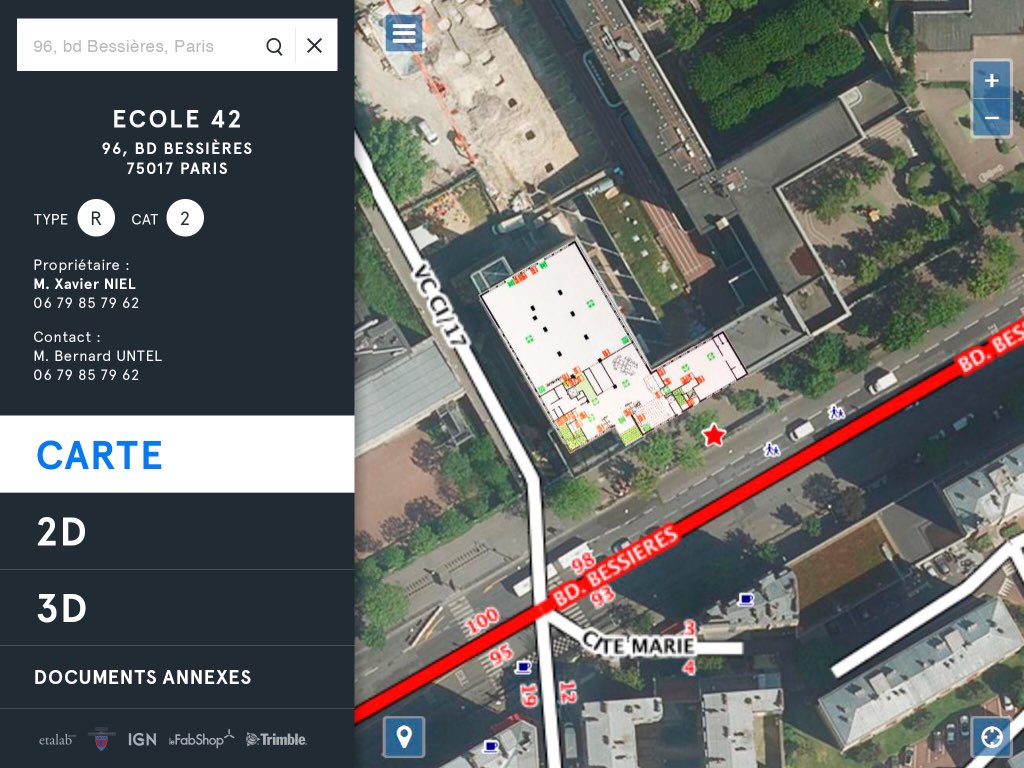 96, bd Bessières, Paris
ECOLE 42
96, BD BESSIÈRES
75017 PARIS
TYPE R CAT 2
Propriétaire :
M. Xavier NIEL
06 79 85 79 62
Contact :
M. Bernard UNTEL
06 79 85 79 62
CARTE
2D
3D
DOCUMENTS ANNEXES
etalab IGN leFabShop Trimble.
+
−
VC CI/17
BD. BES
BD. BESSIERES
98
93
100
95
CITE MARIE
3
4
19
12